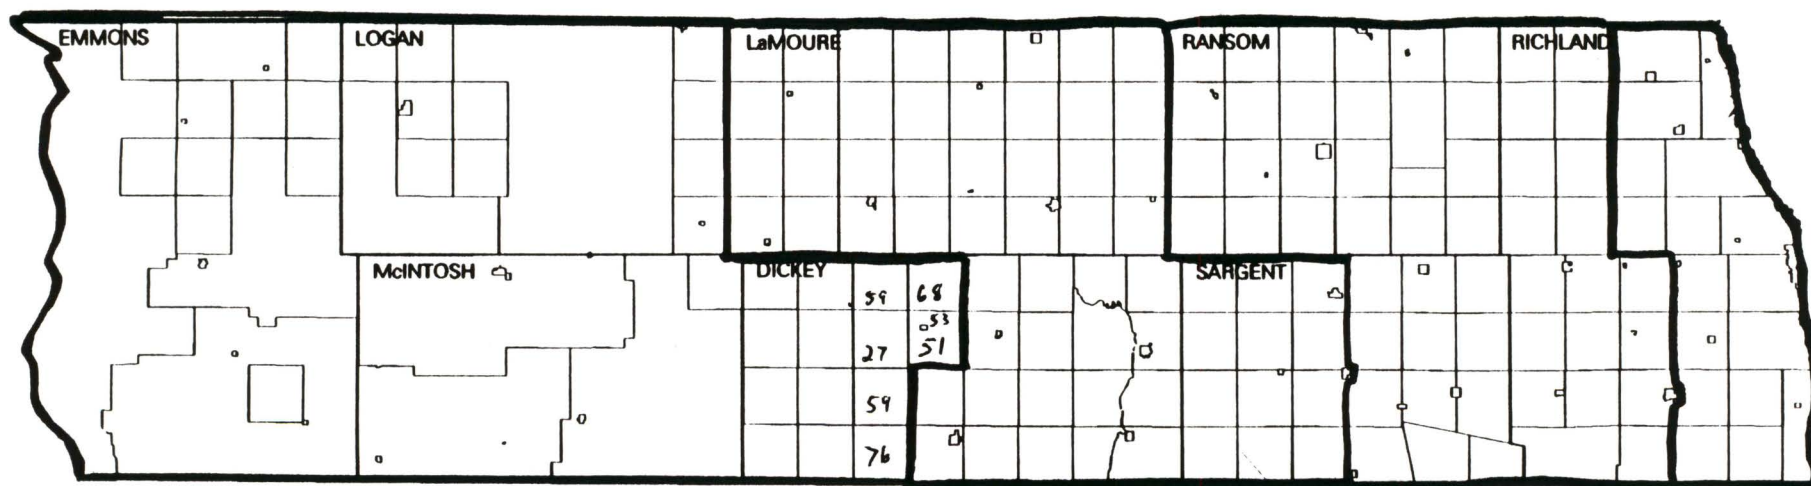 EMMONS
LOGAN
LaMOURE
RANSOM
RICHLAND
McINTOSH
DICKEY
SARGENT
59 68
53
27 51
59
76